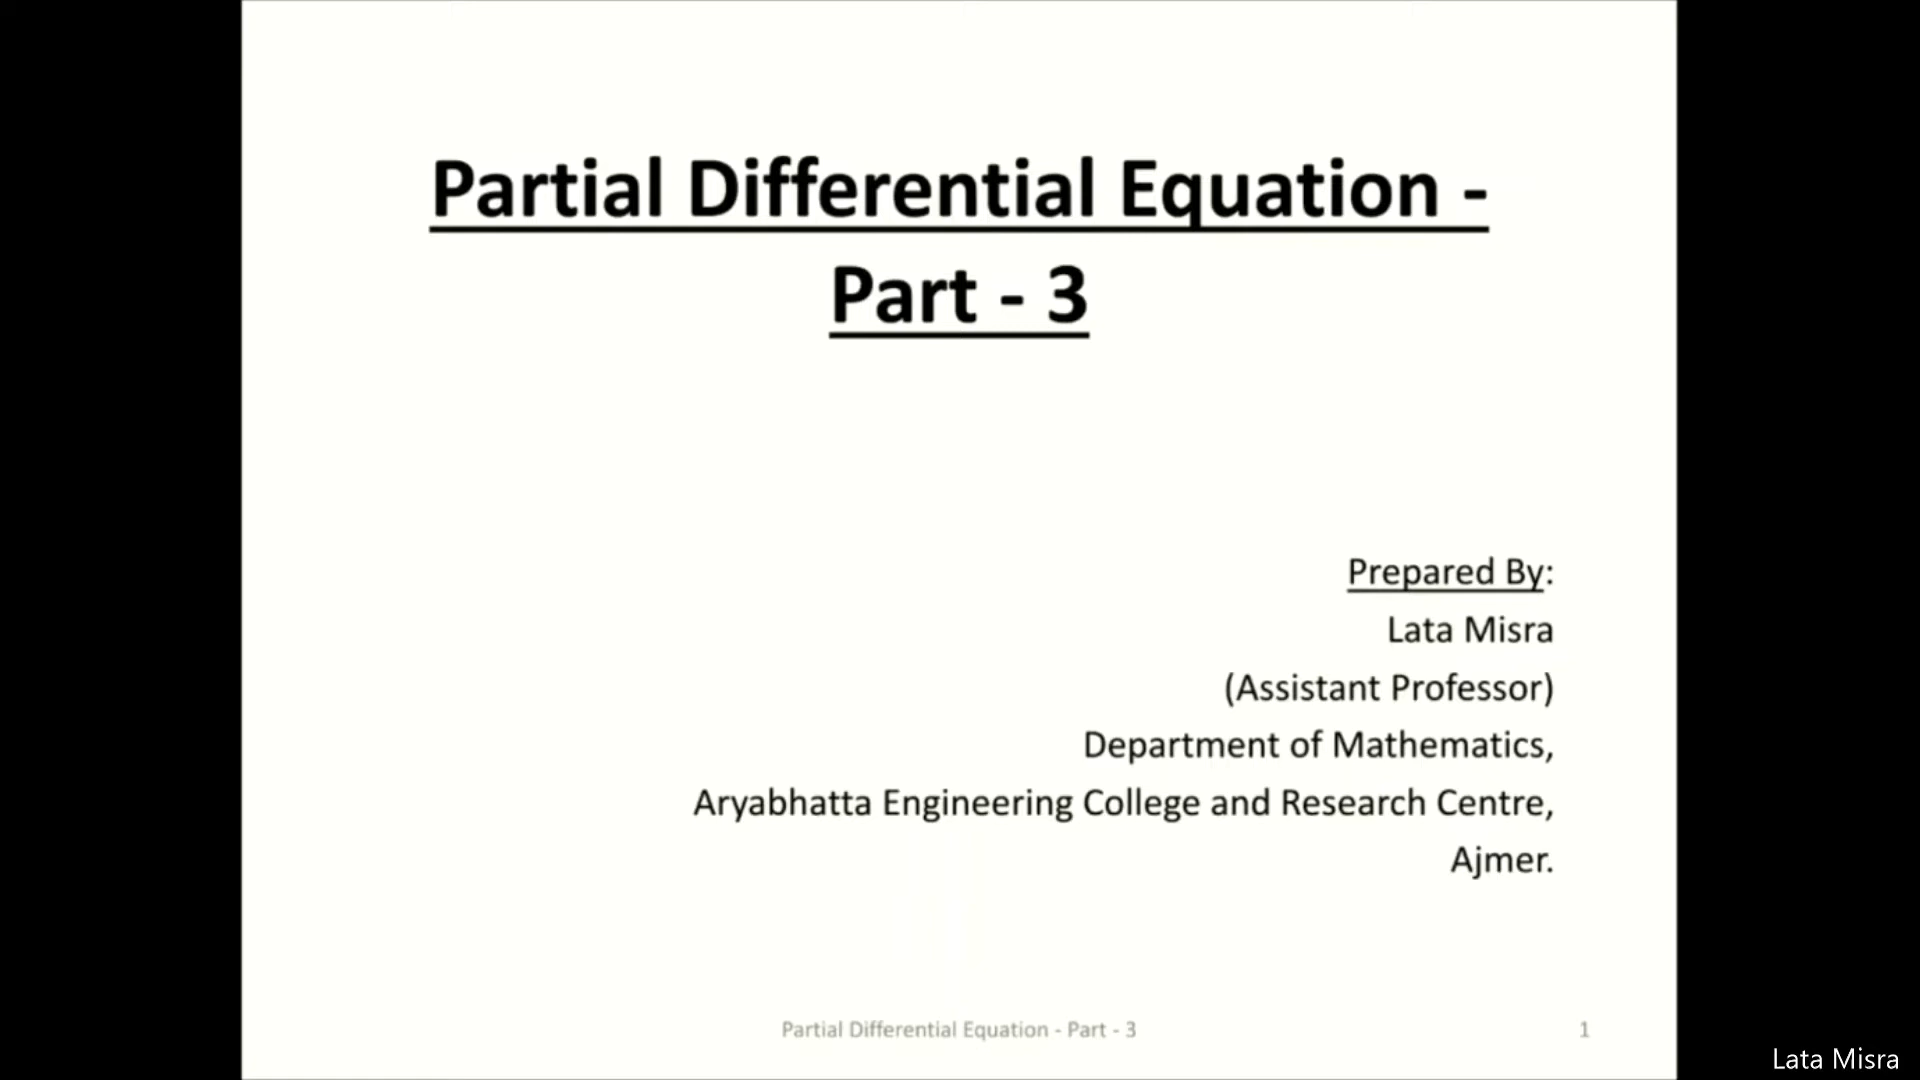 Partial Differential Equation -
Part - 3
Prepared By:
Lata Misra
(Assistant Professor)
Department of Mathematics,
Aryabhatta Engineering College and Research Centre,
Ajmer.
Partial Differential Equation - Part - 3
1
Lata Misra